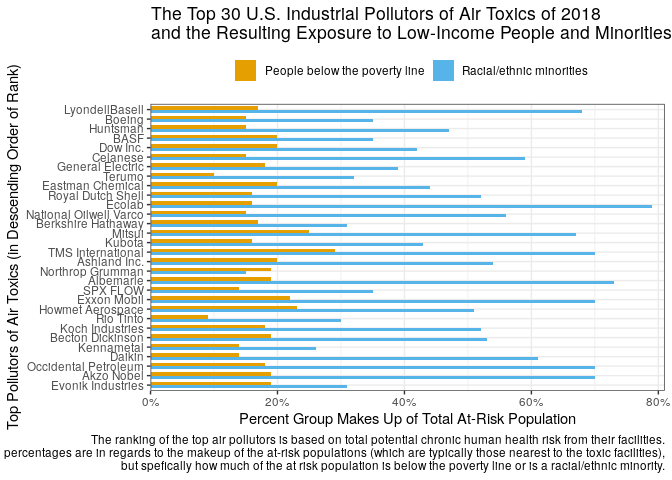 The Top 30 U.S. Industrial Pollutors of Air Toxics of 2018
and the Resulting Exposure to Low-Income People and Minorities
People below the poverty line
Racial/ethnic minorities
Top Pollutors of Air Toxics (in Descending Order of Rank)
LyondellBasell
Boeing
Huntsman
BASF
Dow Inc.
Celanese
General Electric
Terumo
Eastman Chemical
Royal Dutch Shell
Ecolab
National Oilwell Varco
Berkshire Hathaway
Mitsui
Kubota
TMS International
Ashland Inc.
Northrop Grumman
Albemarle
SPX FLOW
Exxon Mobil
Howmet Aerospace
Rio Tinto
Koch Industries
Becton Dickinson
Kennametal
Daikin
Occidental Petroleum
Akzo Nobel
Evonik Industries
0% 20% 40% 60% 80%
Percent Group Makes Up of Total At-Risk Population
The ranking of the top air pollutors is based on total potential chronic human health risk from their facilities.
percentages are in regards to the makeup of the at-risk populations (which are typically those nearest to the toxic facilities),
but spefically how much of the at risk population is below the poverty line or is a racial/ethnic minority.